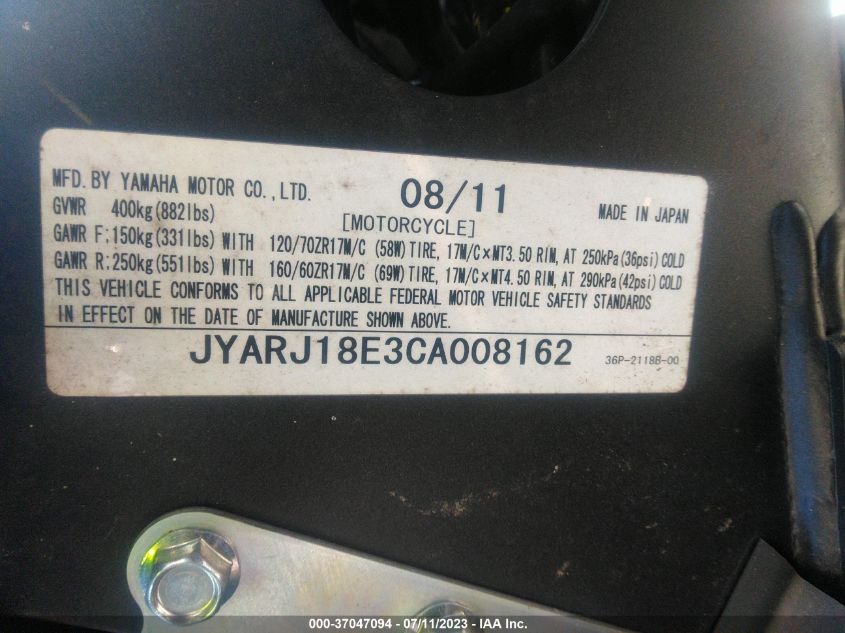 MFD. BY YAMAHA MOTOR CO., LTD. 08/11 MADE IN JAPAN
GVWR 400kg (882lbs) [MOTORCYCLE]
GAWR F:150kg (331lbs) WITH 120/70ZR17M/C (58W) TIRE, 17M/C×MT3.50 RIM, AT 250kPa (36psi) COLD
GAWR R:250kg (551lbs) WITH 160/60ZR17M/C (69W) TIRE, 17M/C×MT4.50 RIM, AT 290kPa (42psi) COLD
THIS VEHICLE CONFORMS TO ALL APPLICABLE FEDERAL MOTOR VEHICLE SAFETY STANDARDS
IN EFFECT ON THE DATE OF MANUFACTURE SHOWN ABOVE.
JYARJ18E3CA008162 36P-2118B-00
000-37047094 - 07/11/2023 - IAA Inc.